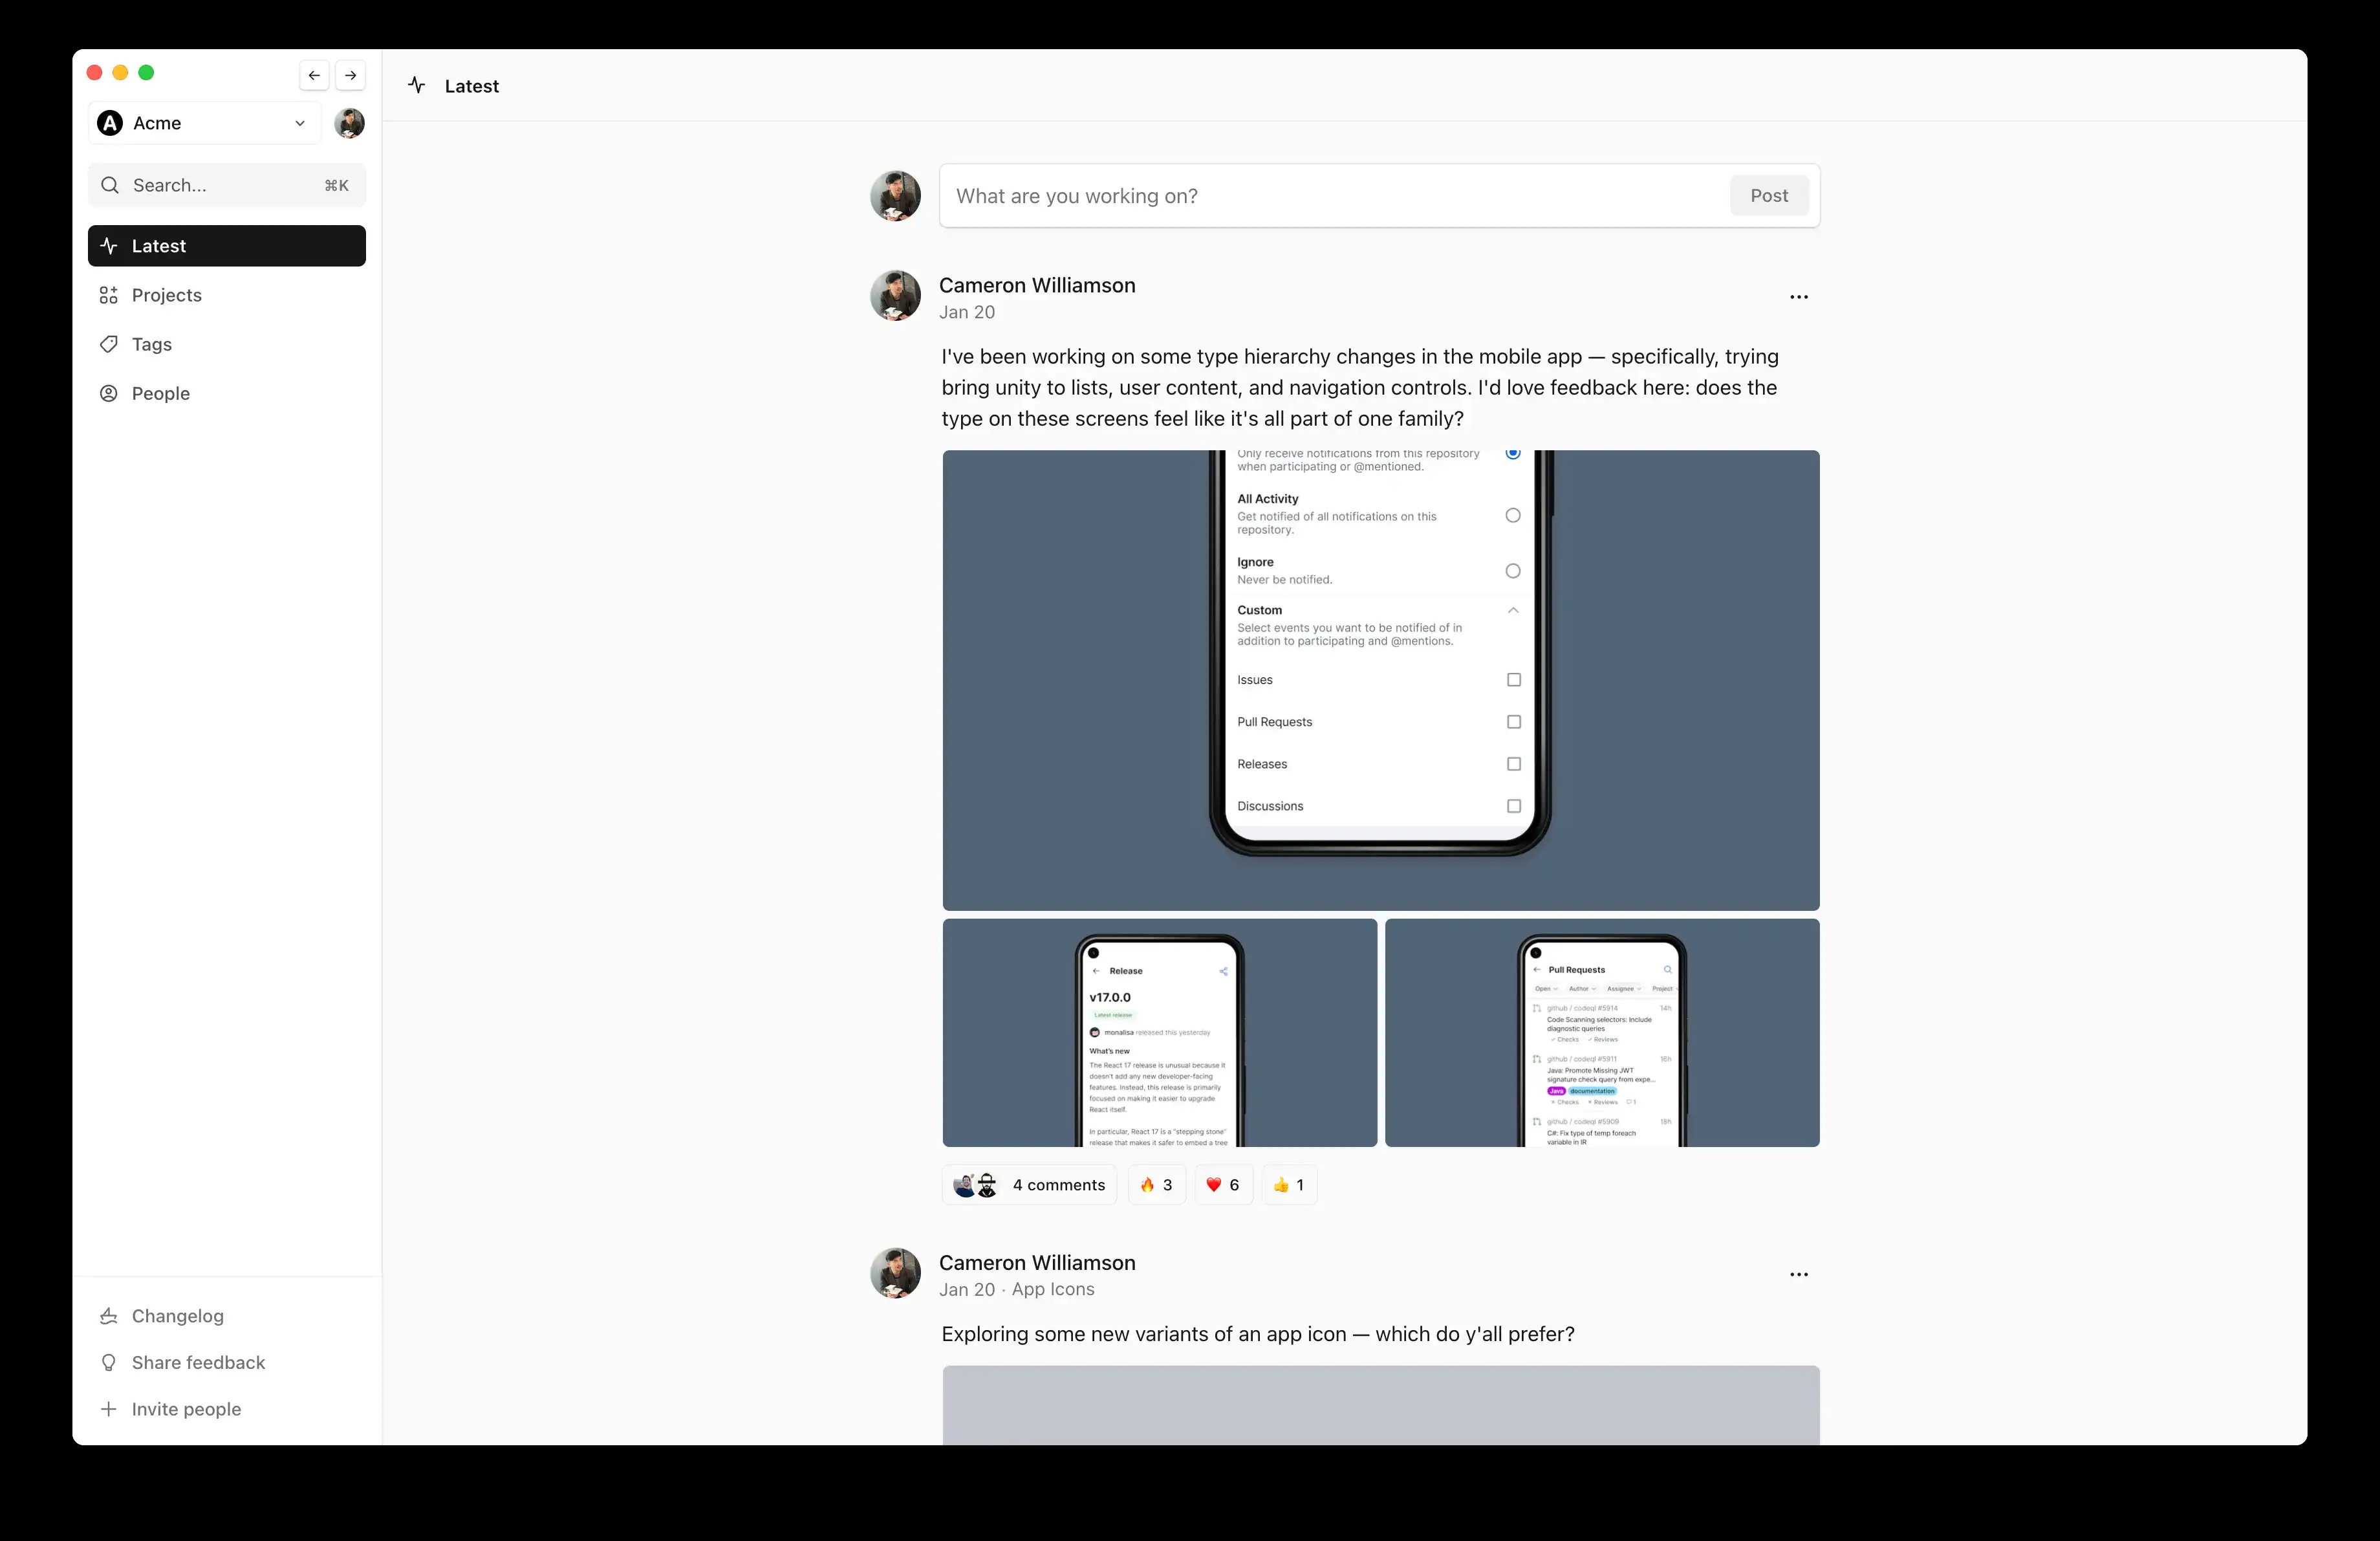 Acme
Search...
⌘K
Latest
Projects
Tags
People
Changelog
Share feedback
Invite people
Latest
What are you working on?
Post
Cameron Williamson
Jan 20
I've been working on some type hierarchy changes in the mobile app — specifically, trying
bring unity to lists, user content, and navigation controls. I'd love feedback here: does the
type on these screens feel like it's all part of one family?
Only receive notifications from this repository
when participating or @mentioned.
All Activity
Get notified of all notifications on this
repository.
Ignore
Never be notified.
Custom
Select events you want to be notified of in
addition to participating and @mentions.
Issues
Pull Requests
Releases
Discussions
Release
v17.0.0
Latest release
monalisa released this yesterday
What's new
The React 17 release is unusual because it
doesn't add any new developer-facing
features. Instead, this release is primarily
focused on making it easier to upgrade
React itself.
In particular, React 17 is a "stepping stone"
release that makes it safer to embed a tree
Pull Requests
Open
Author
Assignee
Project
github / codeql #5914
14h
Code Scanning selectors: Include
diagnostic queries
Checks
Reviews
github / codeql #5911
16h
Java: Promote Missing JWT
signature check query from expe...
Java
documentation
Checks
Reviews
1
github / codeql #5909
18h
C#: Fix type of temp foreach
variable in IR
4 comments
3
6
1
Cameron Williamson
Jan 20 · App Icons
Exploring some new variants of an app icon — which do y'all prefer?